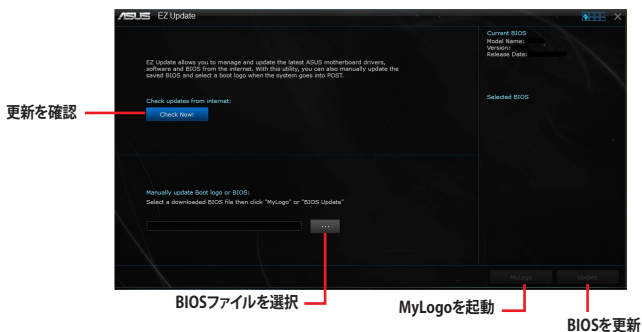 ASUS EZ Update
Current BIOS
Model Name:
Version:
Release Date:
EZ Update allows you to manage and update the latest ASUS motherboard drivers,
software and BIOS from the internet. With this utility, you can also manually update the
saved BIOS and select a boot logo when the system goes into POST.
Selected BIOS
Check updates from internet:
更新を確認
Check Now!
Manually update Boot logo or BIOS:
Select a downloaded BIOS file then click "MyLogo" or "BIOS Update"
...
MyLogo
Update
BIOSファイルを選択
MyLogoを起動
BIOSを更新